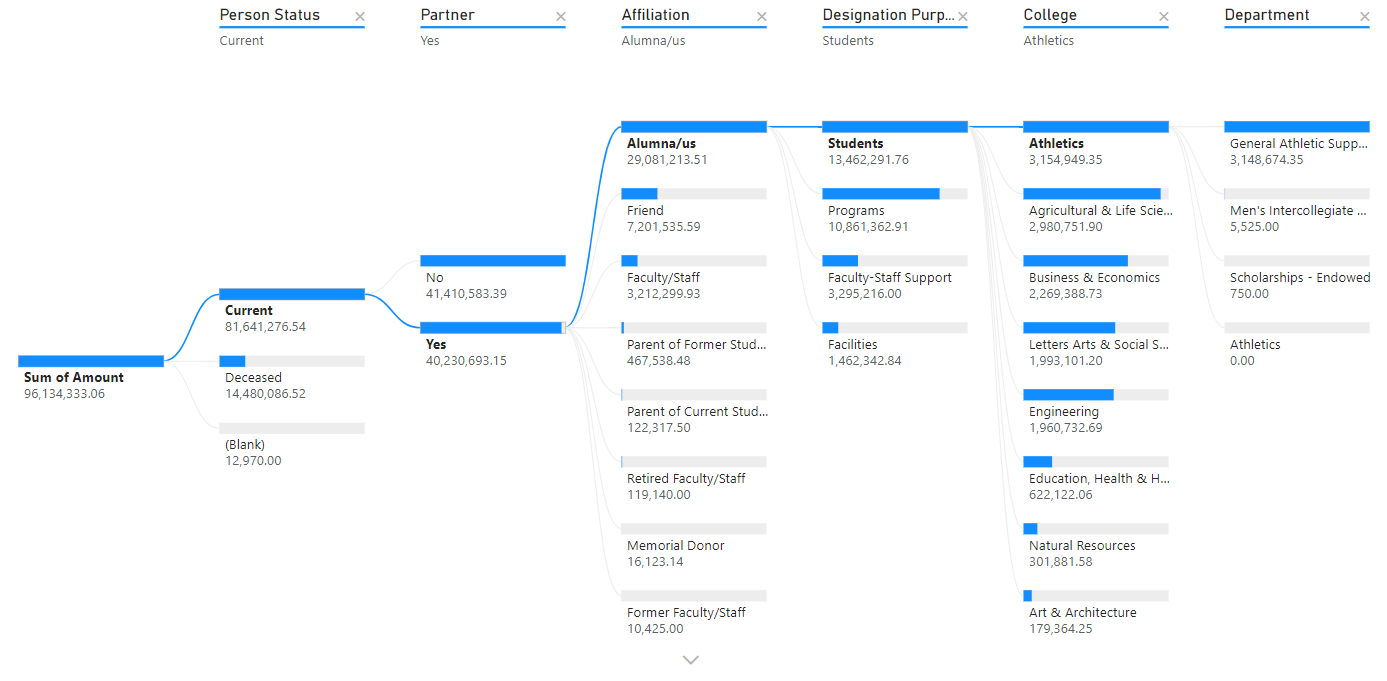 Person Status
Current
Partner
Yes
Affiliation
Alumna/us
Designation Purp...
Students
College
Athletics
Department
Sum of Amount
96,134,333.06
Current
81,641,276.54
Deceased
14,480,086.52
(Blank)
12,970.00
No
41,410,583.39
Yes
40,230,693.15
Alumna/us
29,081,213.51
Friend
7,201,535.59
Faculty/Staff
3,212,299.93
Parent of Former Stud...
467,538.48
Parent of Current Stud...
122,317.50
Retired Faculty/Staff
119,140.00
Memorial Donor
16,123.14
Former Faculty/Staff
10,425.00
Students
13,462,291.76
Programs
10,861,362.91
Faculty-Staff Support
3,295,216.00
Facilities
1,462,342.84
Athletics
3,154,949.35
Agricultural & Life Scie...
2,980,751.90
Business & Economics
2,269,388.73
Letters Arts & Social S...
1,993,101.20
Engineering
1,960,732.69
Education, Health & H...
622,122.06
Natural Resources
301,881.58
Art & Architecture
179,364.25
General Athletic Supp...
3,148,674.35
Men's Intercollegiate ...
5,525.00
Scholarships - Endowed
750.00
Athletics
0.00